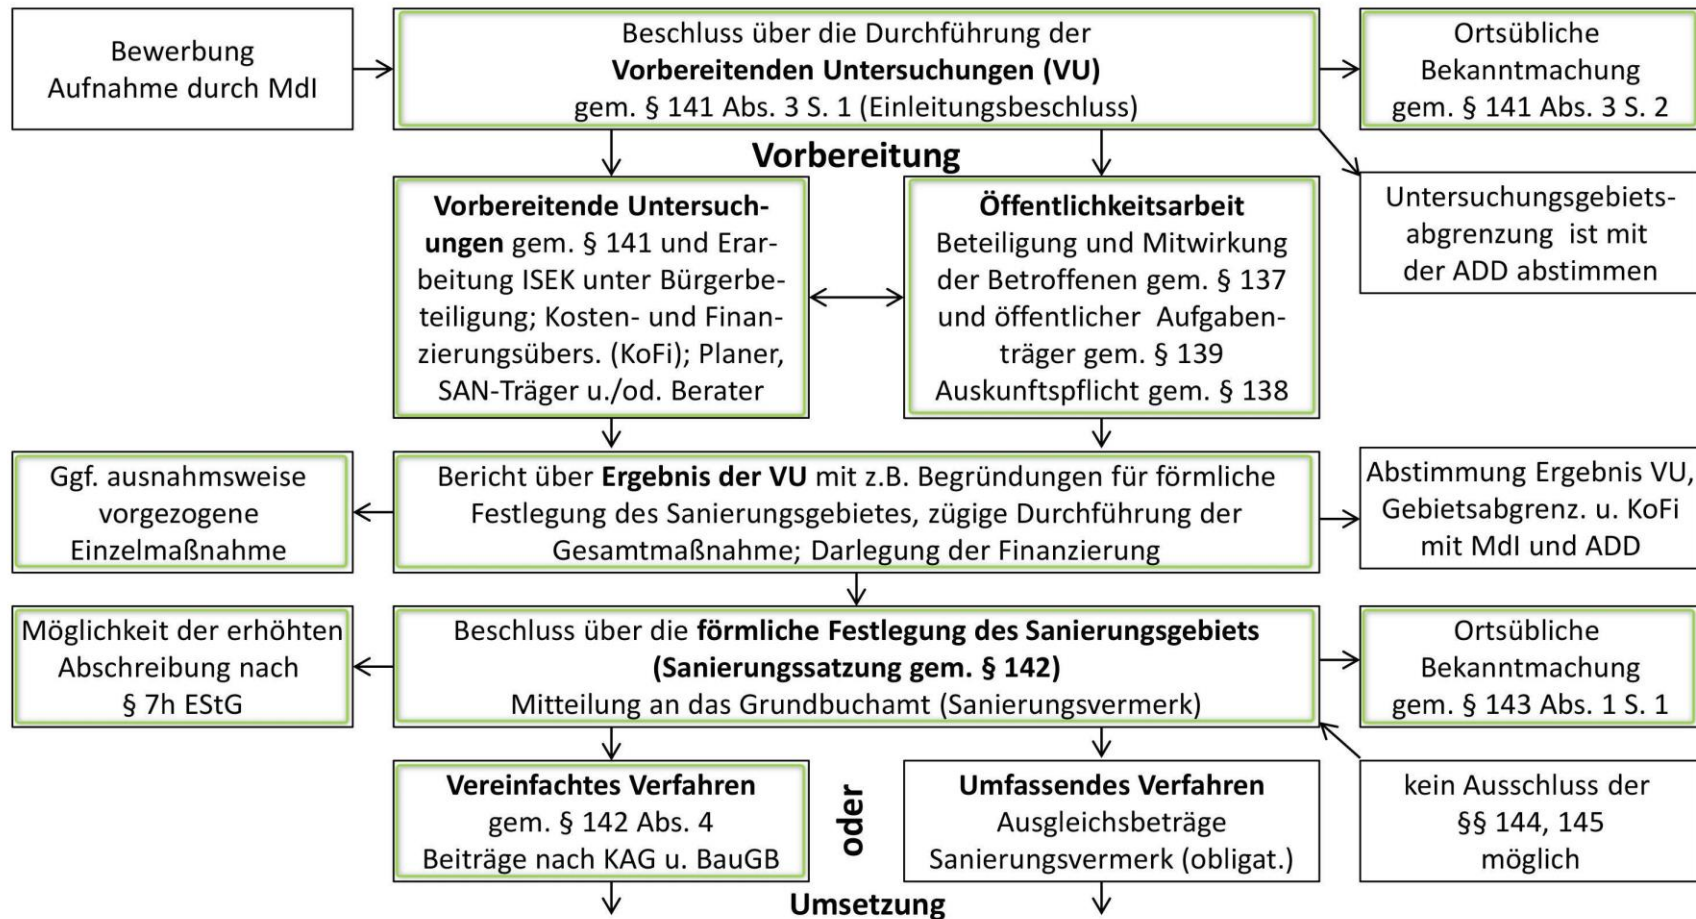 Bewerbung
Aufnahme durch MdI
Beschluss über die Durchführung der
Vorbereitenden Untersuchungen (VU)
gem. § 141 Abs. 3 S. 1 (Einleitungsbeschluss)
Ortsübliche
Bekanntmachung
gem. § 141 Abs. 3 S. 2
Vorbereitung
Vorbereitende Untersuch-
ungen gem. § 141 und Erar-
beitung ISEK unter Bürgerbe-
teiligung; Kosten- und Finan-
zierungsübers. (KoFi); Planer,
SAN-Träger u./od. Berater
Öffentlichkeitsarbeit
Beteiligung und Mitwirkung
der Betroffenen gem. § 137
und öffentlicher Aufgaben-
träger gem. § 139
Auskunftspflicht gem. § 138
Untersuchungsgebiets-
abgrenzung ist mit
der ADD abstimmen
Ggf. ausnahmsweise
vorgezogene
Einzelmaßnahme
Bericht über Ergebnis der VU mit z.B. Begründungen für förmliche
Festlegung des Sanierungsgebietes, zügige Durchführung der
Gesamtmaßnahme; Darlegung der Finanzierung
Abstimmung Ergebnis VU,
Gebietsabgrenz. u. KoFi
mit MdI und ADD
Möglichkeit der erhöhten
Abschreibung nach
§ 7h EStG
Beschluss über die förmliche Festlegung des Sanierungsgebiets
(Sanierungssatzung gem. § 142)
Mitteilung an das Grundbuchamt (Sanierungsvermerk)
Ortsübliche
Bekanntmachung
gem. § 143 Abs. 1 S. 1
Vereinfachtes Verfahren
gem. § 142 Abs. 4
Beiträge nach KAG u. BauGB
oder
Umfassendes Verfahren
Ausgleichsbeträge
Sanierungsvermerk (obligat.)
kein Ausschluss der
§§ 144, 145
möglich
Umsetzung